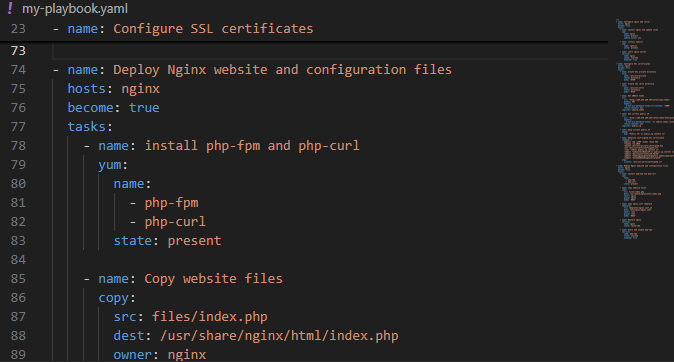 ! my-playbook.yaml
23 - name: Configure SSL certificates
73
74 - name: Deploy Nginx website and configuration files
75 hosts: nginx
76 become: true
77 tasks:
78 - name: install php-fpm and php-curl
79 yum:
80 name:
81 - php-fpm
82 - php-curl
83 state: present
84
85 - name: Copy website files
86 copy:
87 src: files/index.php
88 dest: /usr/share/nginx/html/index.php
89 owner: nginx